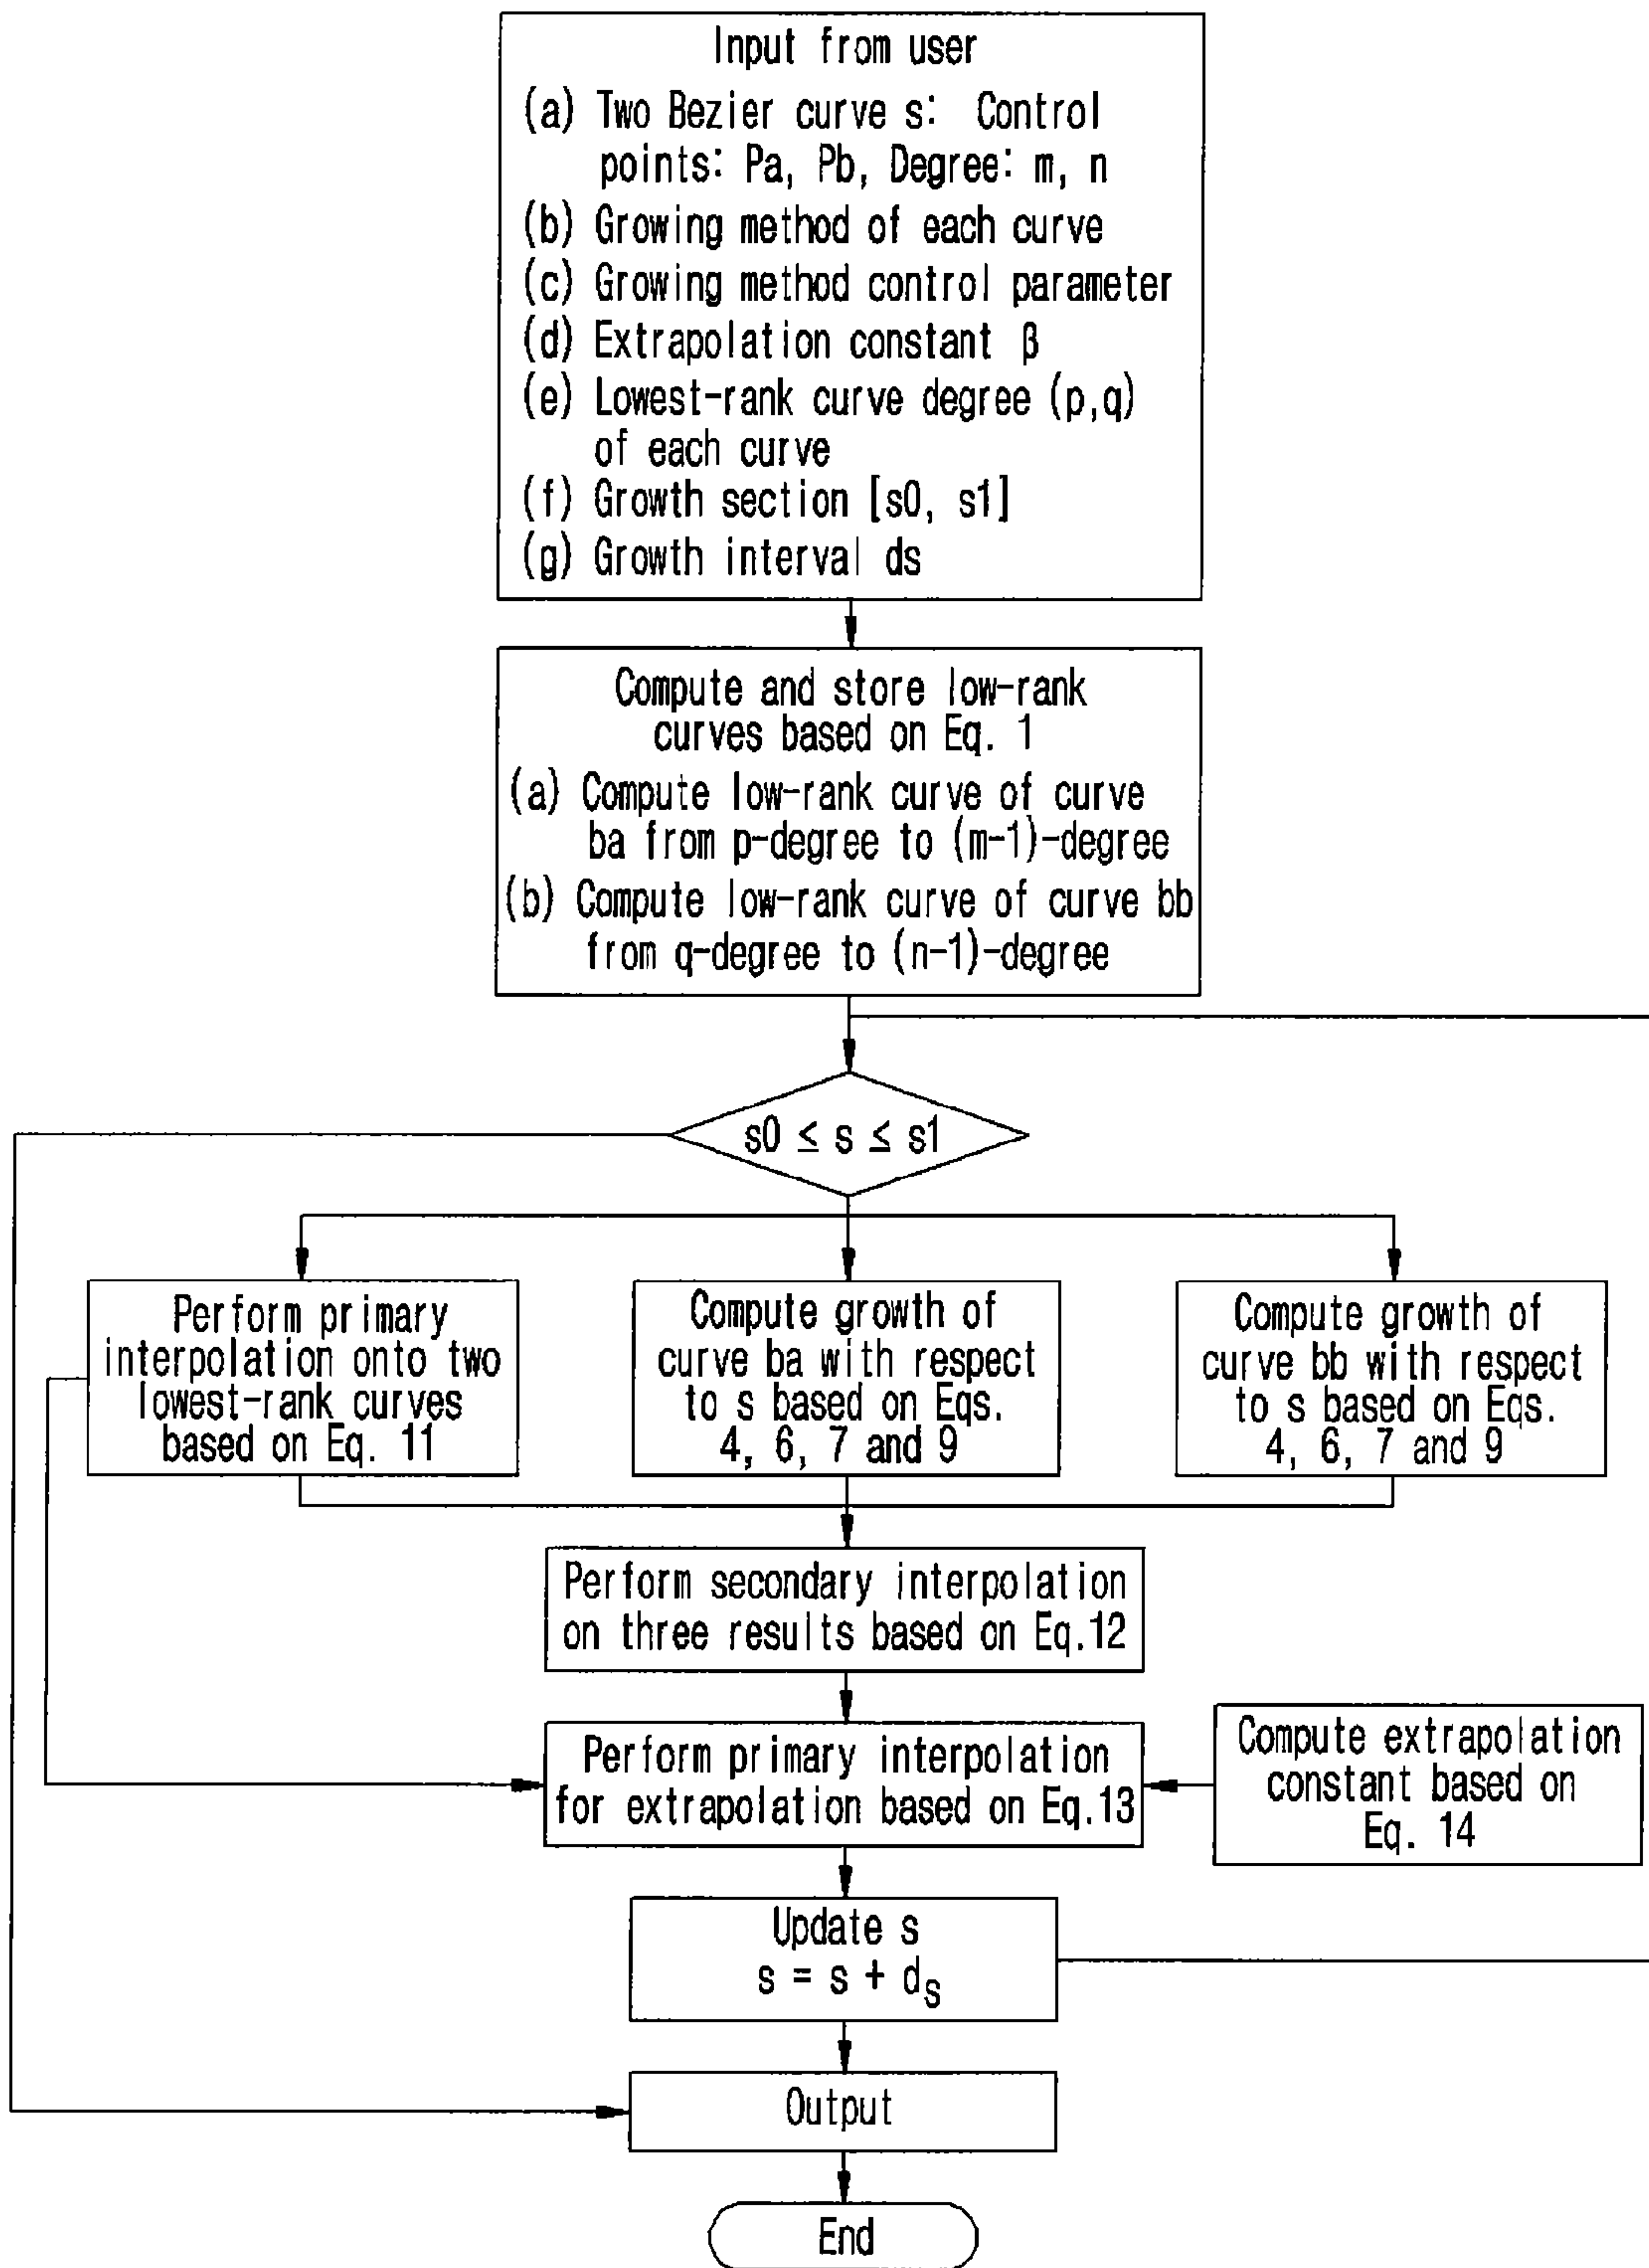 Input from user
(a) Two Bezier curve s: Control
points: Pa, Pb, Degree: m, n
(b) Growing method of each curve
(c) Growing method control parameter
(d) Extrapolation constant β
(e) Lowest-rank curve degree (p,q)
of each curve
(f) Growth section [s0, s1]
(g) Growth interval ds
Compute and store low-rank
curves based on Eq. 1
(a) Compute low-rank curve of curve
ba from p-degree to (m-1)-degree
(b) Compute low-rank curve of curve bb
from q-degree to (n-1)-degree
s0 ≤ s ≤ s1
Perform primary
interpolation onto two
lowest-rank curves
based on Eq. 11
Compute growth of
curve ba with respect
to s based on Eqs.
4, 6, 7 and 9
Compute growth of
curve bb with respect
to s based on Eqs.
4, 6, 7 and 9
Perform secondary interpolation
on three results based on Eq.12
Perform primary interpolation
for extrapolation based on Eq.13
Compute extrapolation
constant based on
Eq. 14
Update s
s = s + ds
Output
End